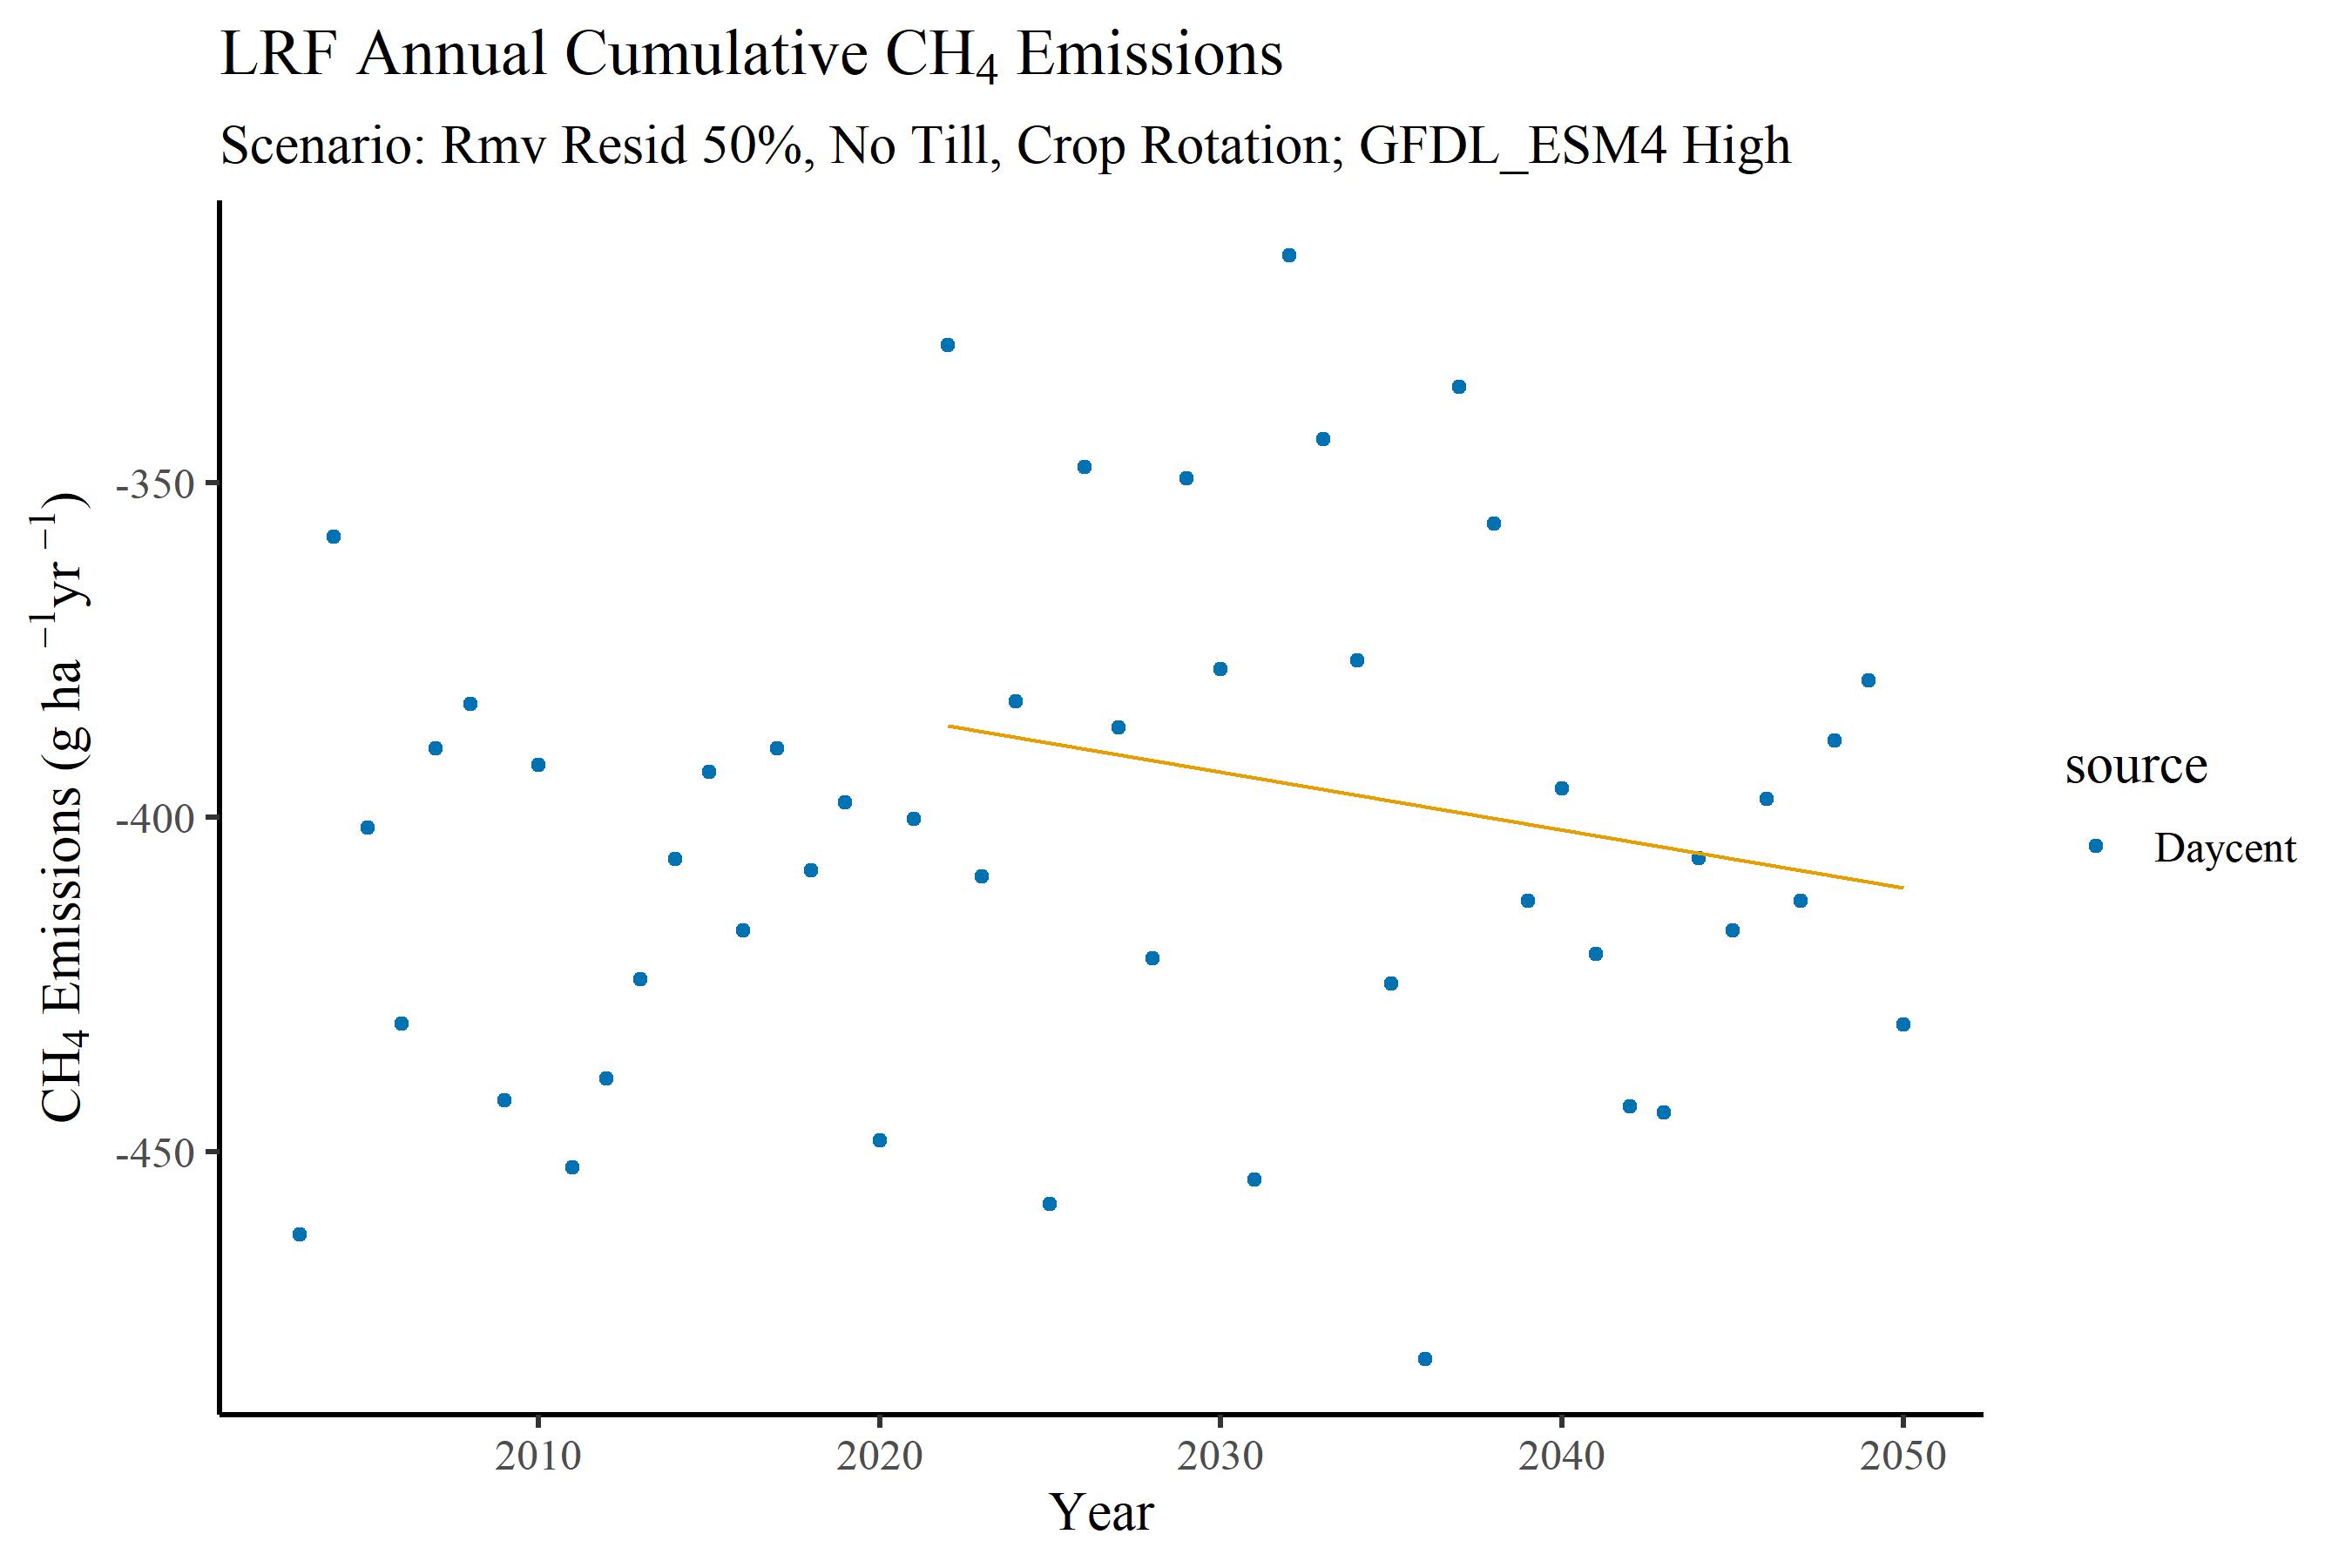 LRF Annual Cumulative CH₄ Emissions
Scenario: Rmv Resid 50%, No Till, Crop Rotation; GFDL_ESM4 High
CH₄ Emissions (g ha ⁻¹yr ⁻¹)
-350
-400
-450
2010 2020 2030 2040 2050
Year
source
Daycent